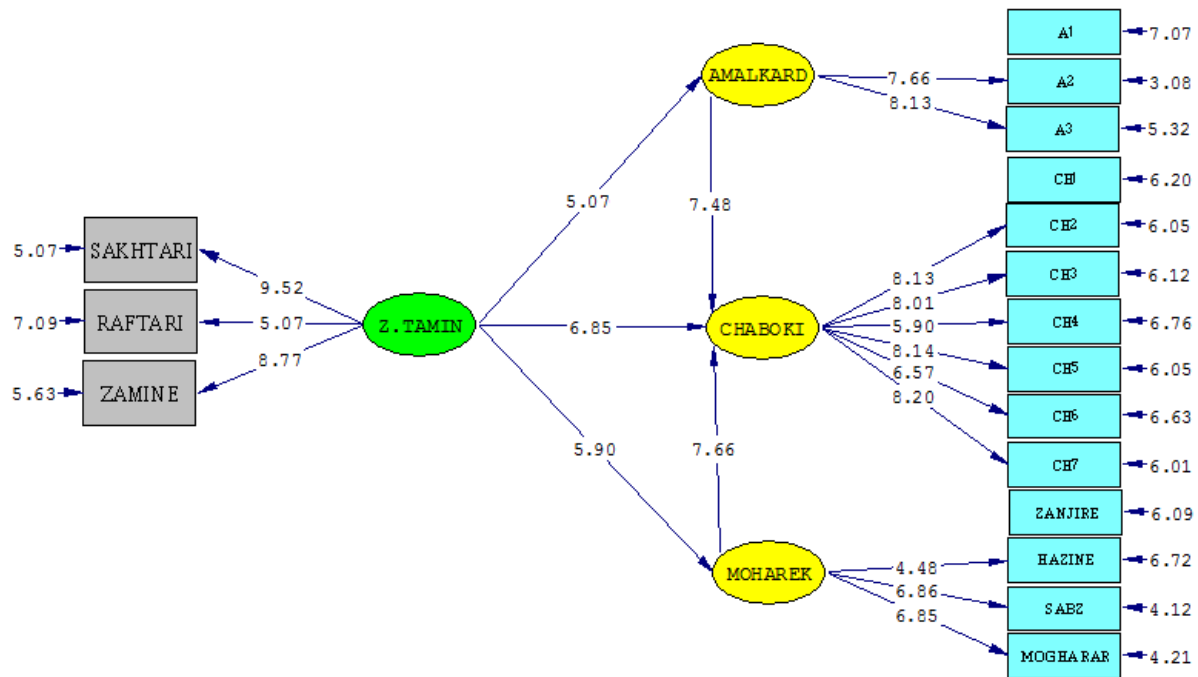 A1
7.07
AMALKARD
7.66
A2
3.08
8.13
A3
5.32
CH1
6.20
5.07
7.48
CH2
6.05
5.07
SAKHTARI
9.52
8.13
CH3
6.12
8.01
7.09
RAFTARI
5.07
Z.TAMIN
6.85
CHABOKI
5.90
CH4
6.76
8.14
CH5
6.05
6.57
5.63
ZAMINE
8.77
8.20
CH6
6.63
5.90
7.66
CH7
6.01
ZANJIRE
6.09
MOHAREK
4.48
HAZINE
6.72
6.86
SABZ
4.12
6.85
MOGHARAR
4.21